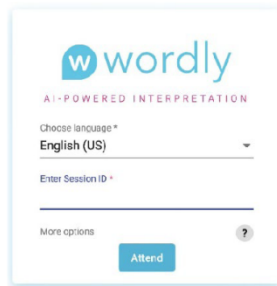 w wordly
AI-POWERED INTERPRETATION
Choose language *
English (US)
Enter Session ID *
More options ?
Attend